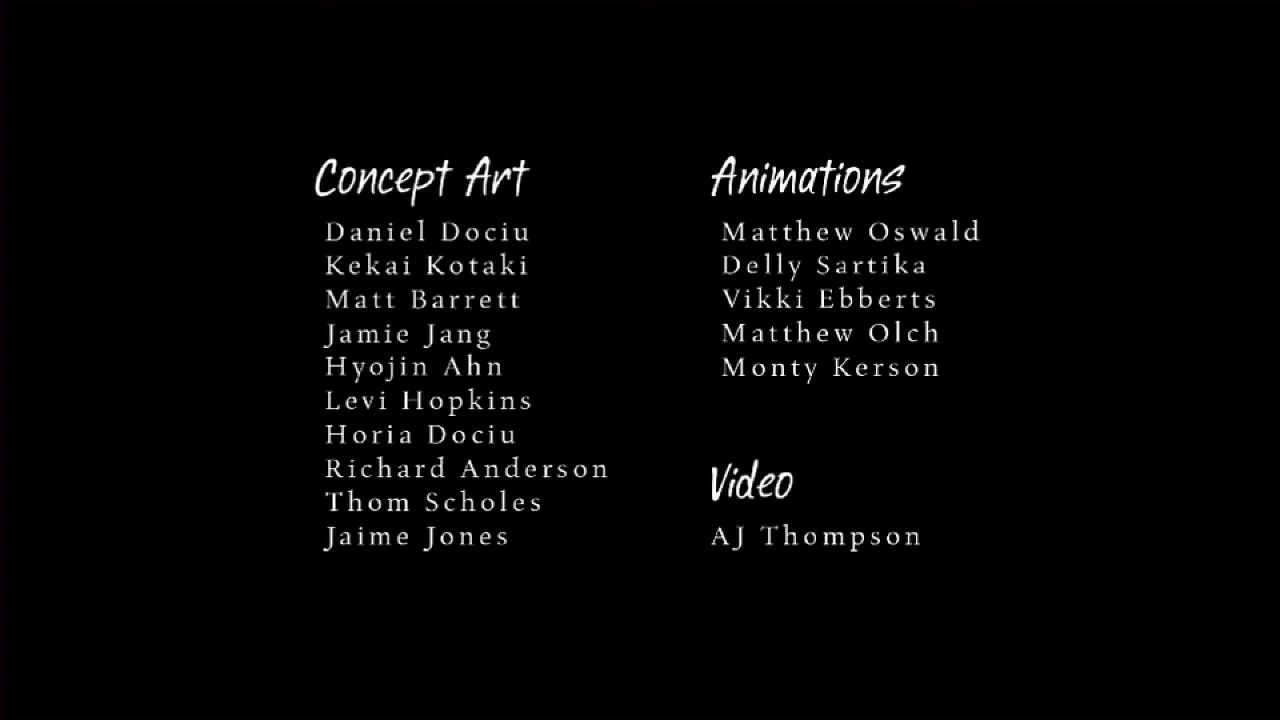 Concept Art
Daniel Dociu
Kekai Kotaki
Matt Barrett
Jamie Jang
Hyojin Ahn
Levi Hopkins
Horia Dociu
Richard Anderson
Thom Scholes
Jaime Jones
Animations
Matthew Oswald
Delly Sartika
Vikki Ebberts
Matthew Olch
Monty Kerson
Video
AJ Thompson